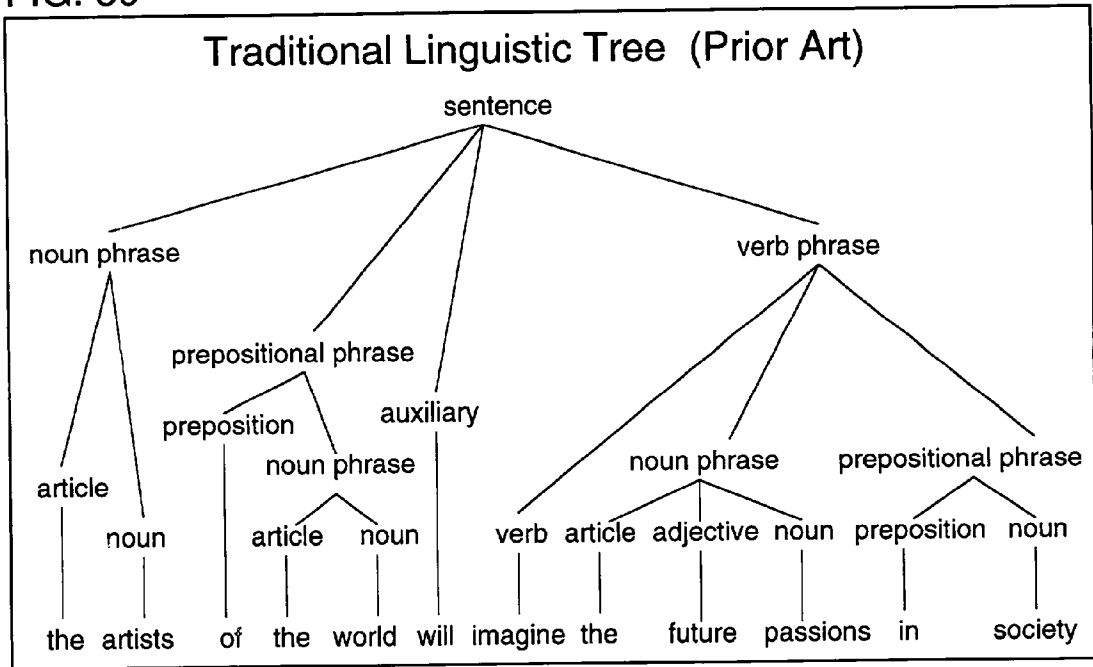 Traditional Linguistic Tree (Prior Art)
sentence
noun phrase
verb phrase
prepositional phrase
preposition
auxiliary
noun phrase
noun phrase
prepositional phrase
article
noun
article
noun
verb
article
adjective
noun
preposition
noun
the artists of the world will imagine the future passions in society